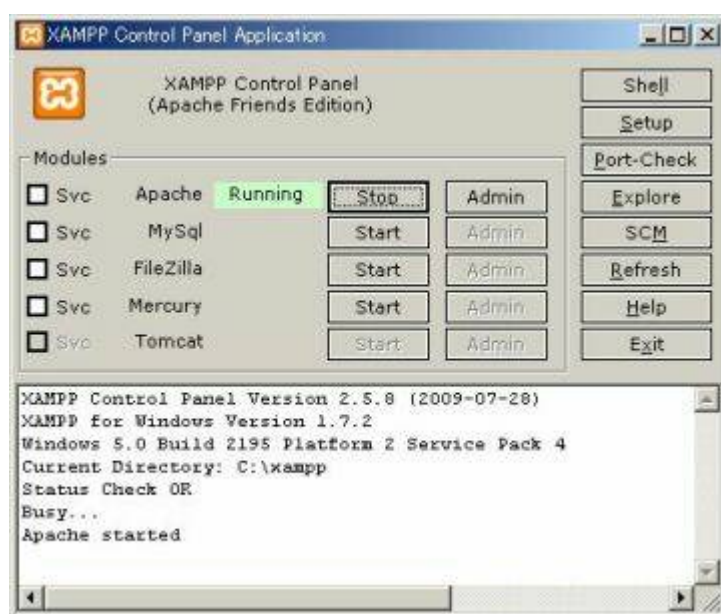 XAMPP Control Panel Application
XAMPP Control Panel
(Apache Friends Edition)
Shell
Setup
Port-Check
Explore
SCM
Refresh
Help
Exit
Modules
Svc Apache Running Stop Admin
Svc MySql Start Admin
Svc FileZilla Start Admin
Svc Mercury Start Admin
Svc Tomcat Start Admin
XAMPP Control Panel Version 2.5.8 (2009-07-28)
XAMPP for Windows Version 1.7.2
Windows 5.0 Build 2195 Platform 2 Service Pack 4
Current Directory: C:\xampp
Status Check OK
Busy...
Apache started